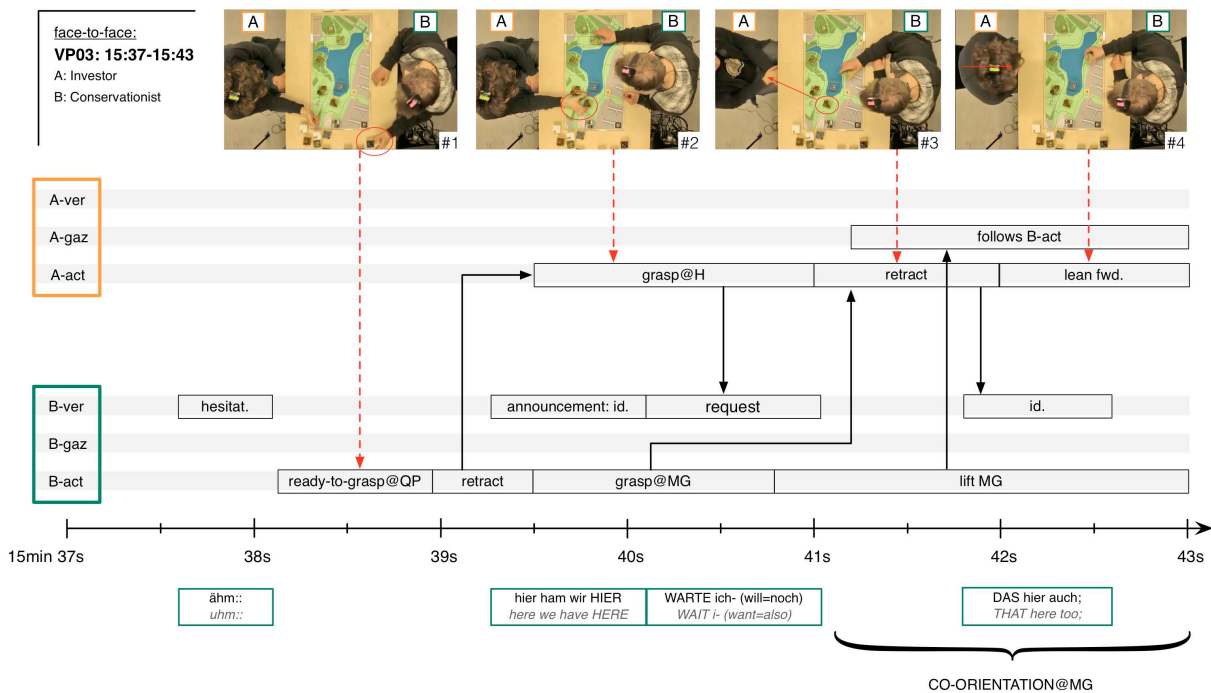 face-to-face:
VP03: 15:37-15:43
A: Investor
B: Conservationist
A B
#1
A B
#2
A B
#3
A B
#4
A-ver
A-gaz follows B-act
A-act grasp@H retract lean fwd.
B-ver hesitat. announcement: id. request id.
B-gaz
B-act ready-to-grasp@QP retract grasp@MG lift MG
15min 37s 38s 39s 40s 41s 42s 43s
ähm:: hier ham wir HIER WARTE ich- (will=noch) DAS hier auch;
uhm:: here we have HERE WAIT i- (want=also) THAT here too;
CO-ORIENTATION@MG